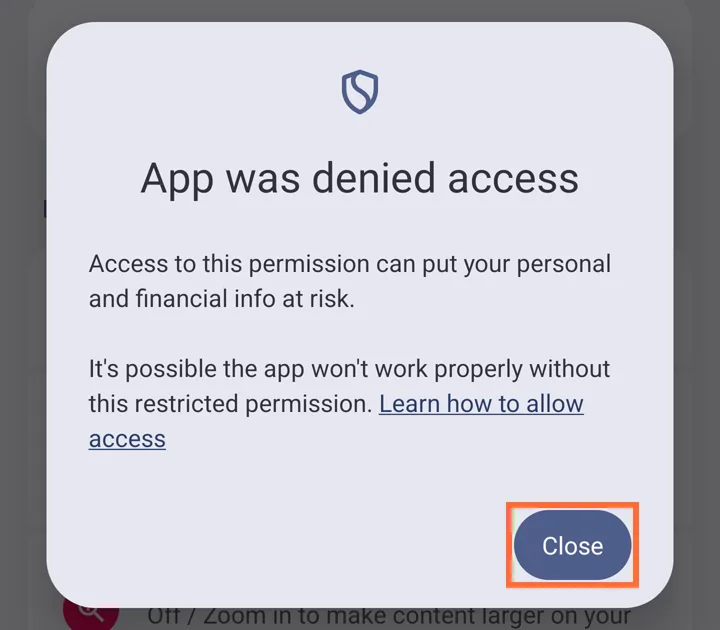 App was denied access
Access to this permission can put your personal
and financial info at risk.
It's possible the app won't work properly without
this restricted permission. Learn how to allow
access
Close
Off / Zoom in to make content larger on your